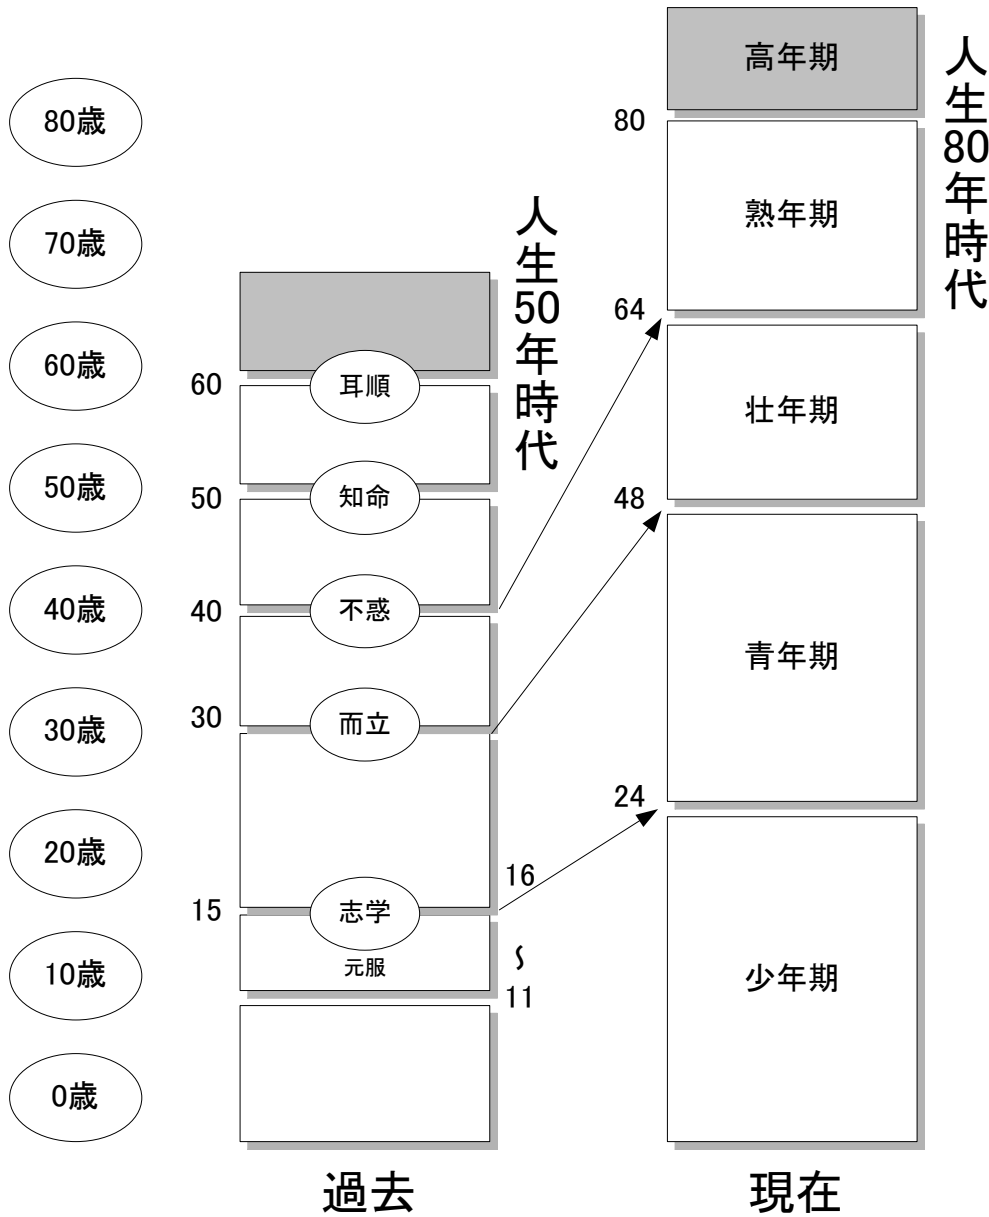 80歳
70歳
60歳
50歳
40歳
30歳
20歳
10歳
0歳
人生50年時代
60
耳順
50
知命
40
不惑
30
而立
15
志学
元服
16
〜
11
過去
人生80年時代
高年期
80
熟年期
64
壮年期
48
青年期
24
少年期
現在